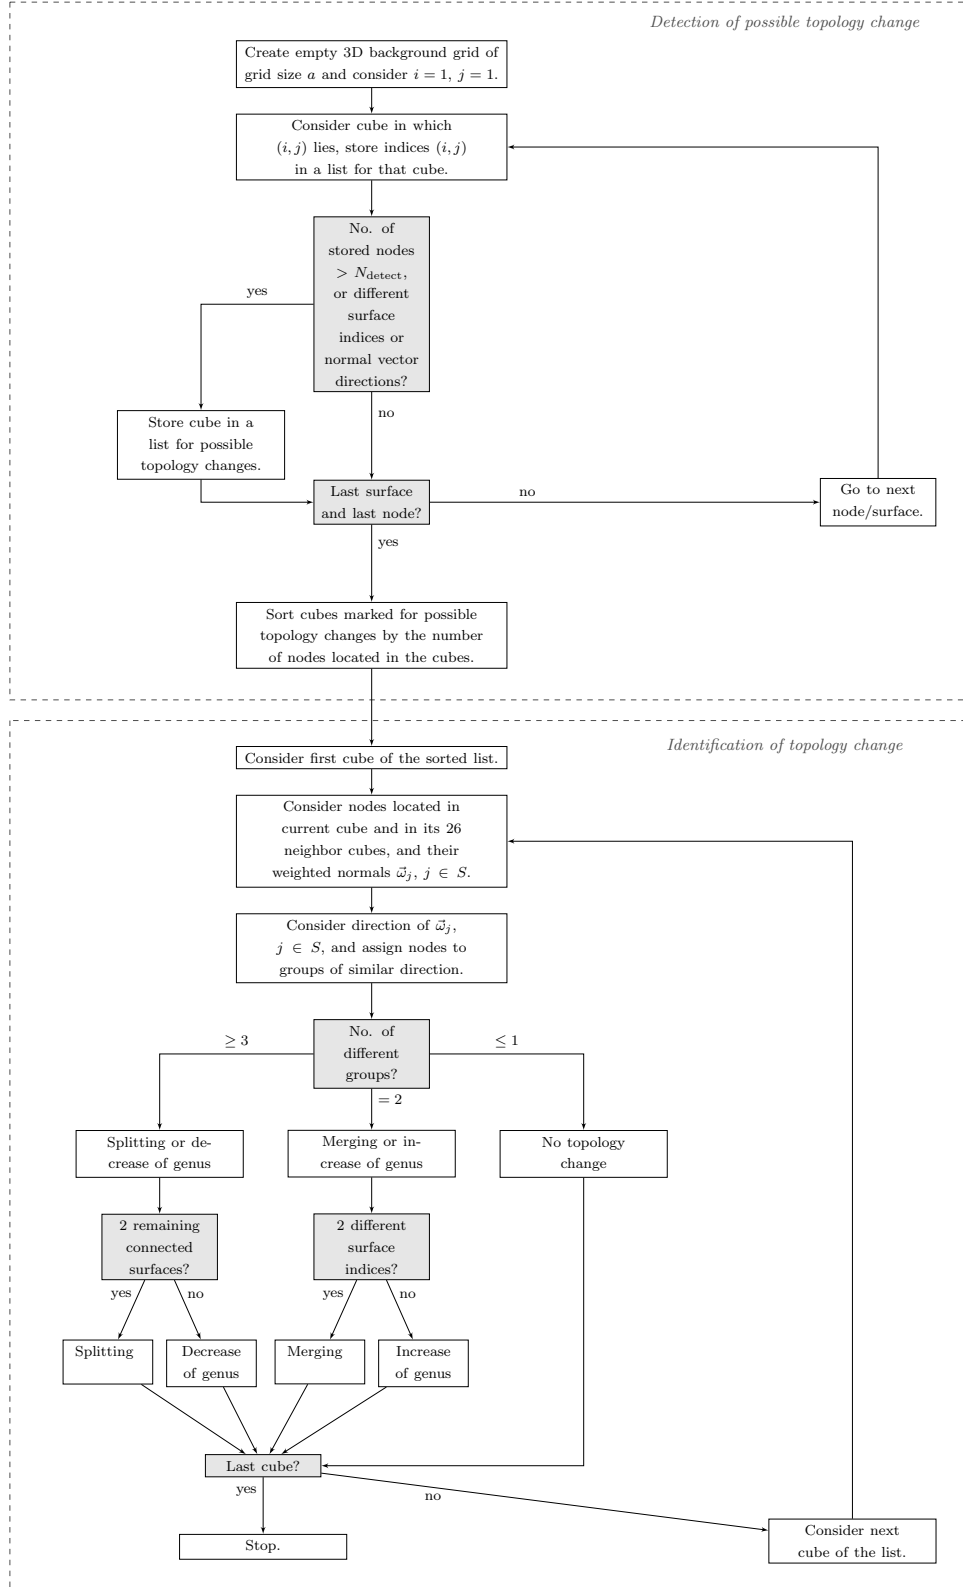 Detection of possible topology change
Create empty 3D background grid of
grid size a and consider i = 1, j = 1.
Consider cube in which
(i, j) lies, store indices (i, j)
in a list for that cube.
No. of
stored nodes
> N_detect,
or different
surface
indices or
normal vector
directions?
yes
no
Store cube in a
list for possible
topology changes.
Last surface
and last node?
no
Go to next
node/surface.
yes
Sort cubes marked for possible
topology changes by the number
of nodes located in the cubes.
Identification of topology change
Consider first cube of the sorted list.
Consider nodes located in
current cube and in its 26
neighbor cubes, and their
weighted normals ω⃗_j, j ∈ S.
Consider direction of ω⃗_j,
j ∈ S, and assign nodes to
groups of similar direction.
No. of
different
groups?
≥ 3
= 2
≤ 1
Splitting or de-
crease of genus
Merging or in-
crease of genus
No topology
change
2 remaining
connected
surfaces?
2 different
surface
indices?
yes
no
yes
no
Splitting
Decrease
of genus
Merging
Increase
of genus
Last cube?
yes
no
Stop.
Consider next
cube of the list.